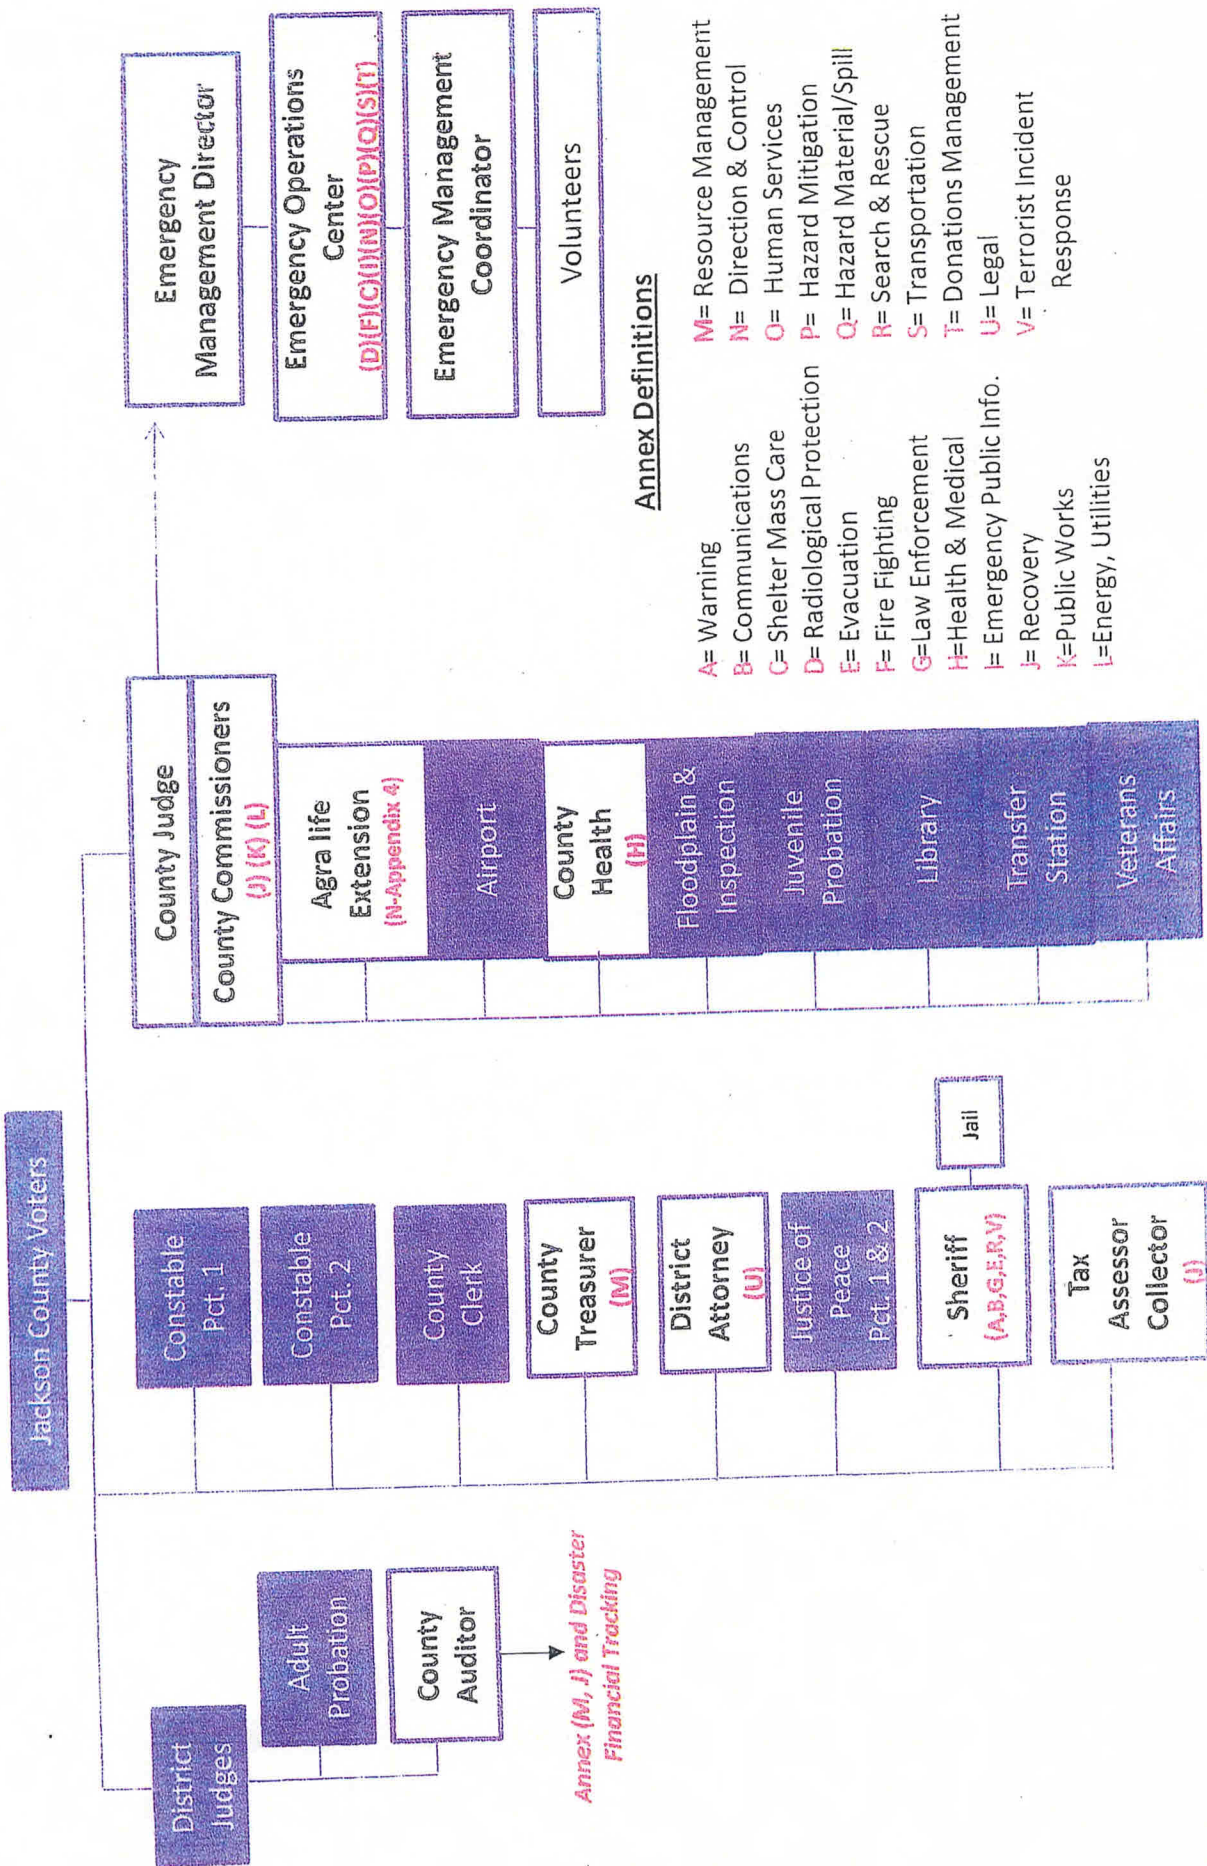 Jackson County Voters
District
Judges
Adult
Probation
County
Auditor
Annex (M, J) and Disaster
Financial Tracking
Constable
Pct. 1
Constable
Pct. 2
County
Clerk
County
Treasurer
(M)
District
Attorney
(U)
Justice of
Peace
Pct. 1 & 2
Sheriff
(A,B,G,E,R,V)
Jail
Tax
Assessor
Collector
(J)
County Judge
County Commissioners
(J) (K) (L)
Agra life
Extension
(N-Appendix 4)
Airport
County
Health
(H)
Floodplain &
Inspection
Juvenile
Probation
Library
Transfer
Station
Veterans
Affairs
Emergency
Management Director
Emergency Operations
Center
(D)(F)(C)(I)(N)(O)(P)(Q)(S)(T)
Emergency Management
Coordinator
Volunteers
Annex Definitions
A= Warning
B= Communications
C= Shelter Mass Care
D= Radiological Protection
E= Evacuation
F= Fire Fighting
G=Law Enforcement
H=Health & Medical
I= Emergency Public Info.
J= Recovery
K=Public Works
L=Energy, Utilities
M= Resource Management
N= Direction & Control
O= Human Services
P= Hazard Mitigation
Q= Hazard Material/Spill
R= Search & Rescue
S= Transportation
T= Donations Management
U= Legal
V= Terrorist Incident
Response